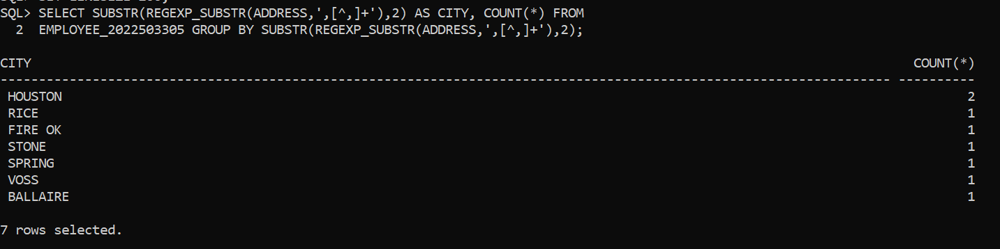 SQL> SELECT SUBSTR(REGEXP_SUBSTR(ADDRESS,',[^,]+'),2) AS CITY, COUNT(*) FROM
2 EMPLOYEE_2022503305 GROUP BY SUBSTR(REGEXP_SUBSTR(ADDRESS,',[^,]+'),2);
CITY COUNT(*)
-------------------------------------------------------------------------------------------------------------------- ----------
HOUSTON 2
RICE 1
FIRE OK 1
STONE 1
SPRING 1
VOSS 1
BALLAIRE 1
7 rows selected.